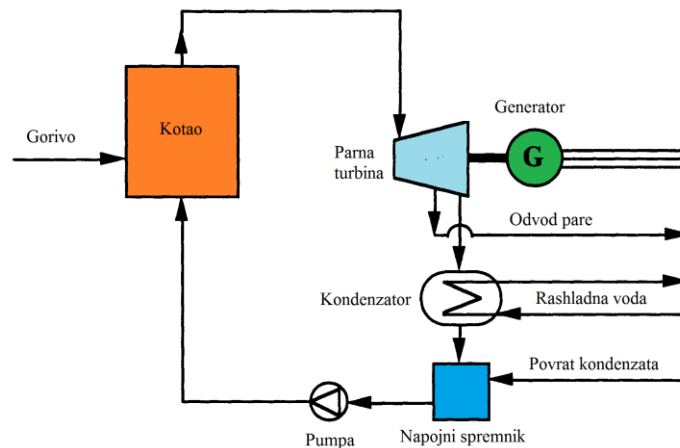 Generator
Gorivo
Kotao
Parna
turbina
G
Odvod pare
Kondenzator
Rashladna voda
Povrat kondenzata
Pumpa
Napojni spremnik